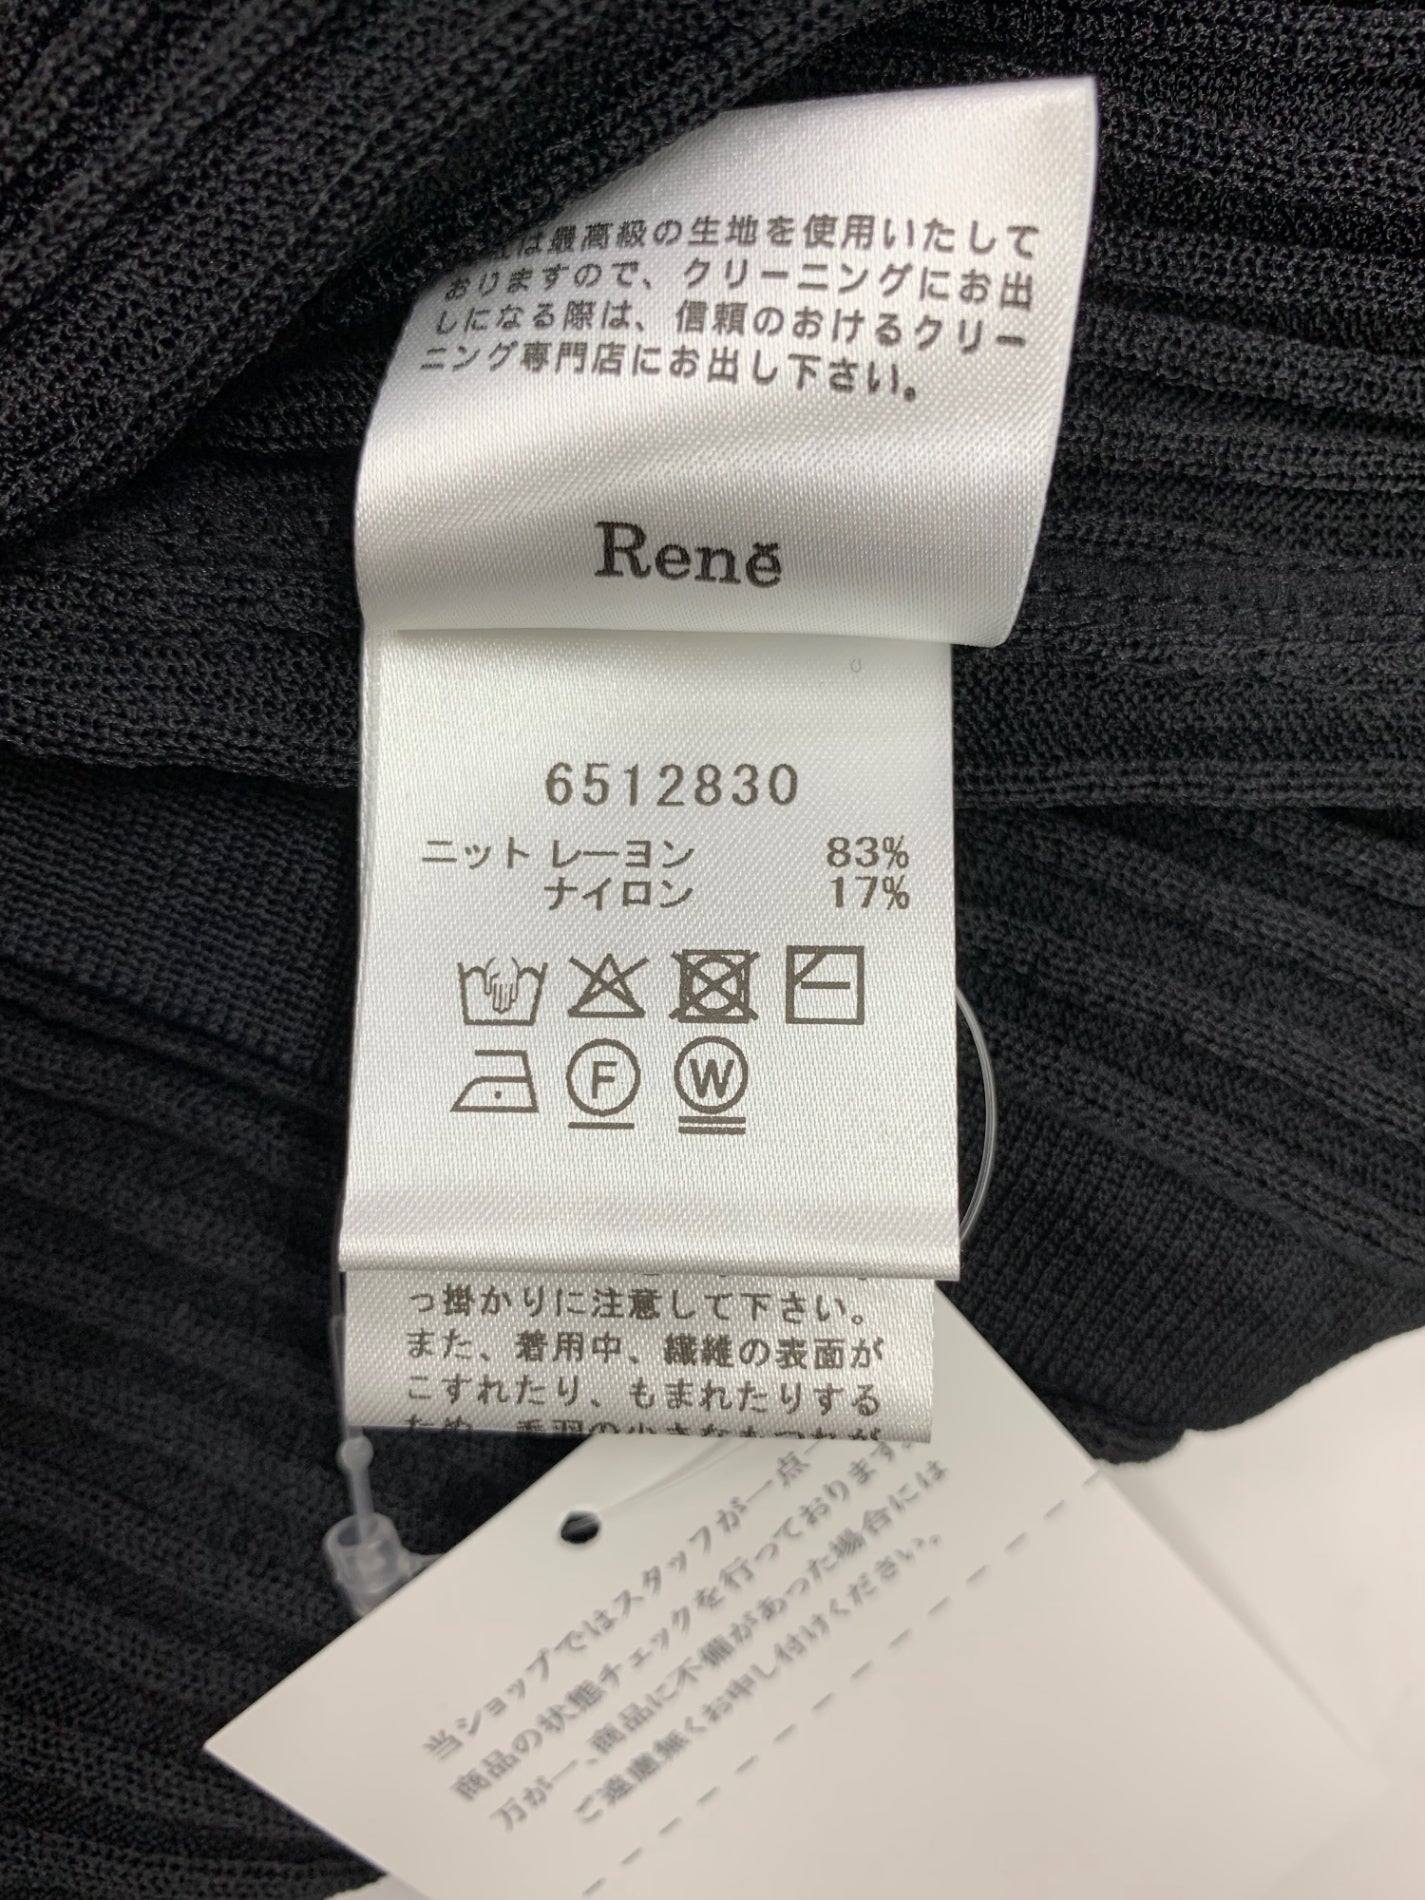 は最高級の生地を使用いたして
おりますので、クリーニングにお出
しになる際は、信頼のおけるクリー
ニング専門店にお出し下さい。
Renĕ
6512830
ニット レーヨン 83%
ナイロン 17%
F W
っ掛かりに注意して下さい。
また、着用中、繊維の表面が
こすれたり、もまれたりする
当ショップではスタッフが一点一
商品の状態チェックを行っております。
万が一、商品に不備があった場合には
ご遠慮無くお申し付けください。